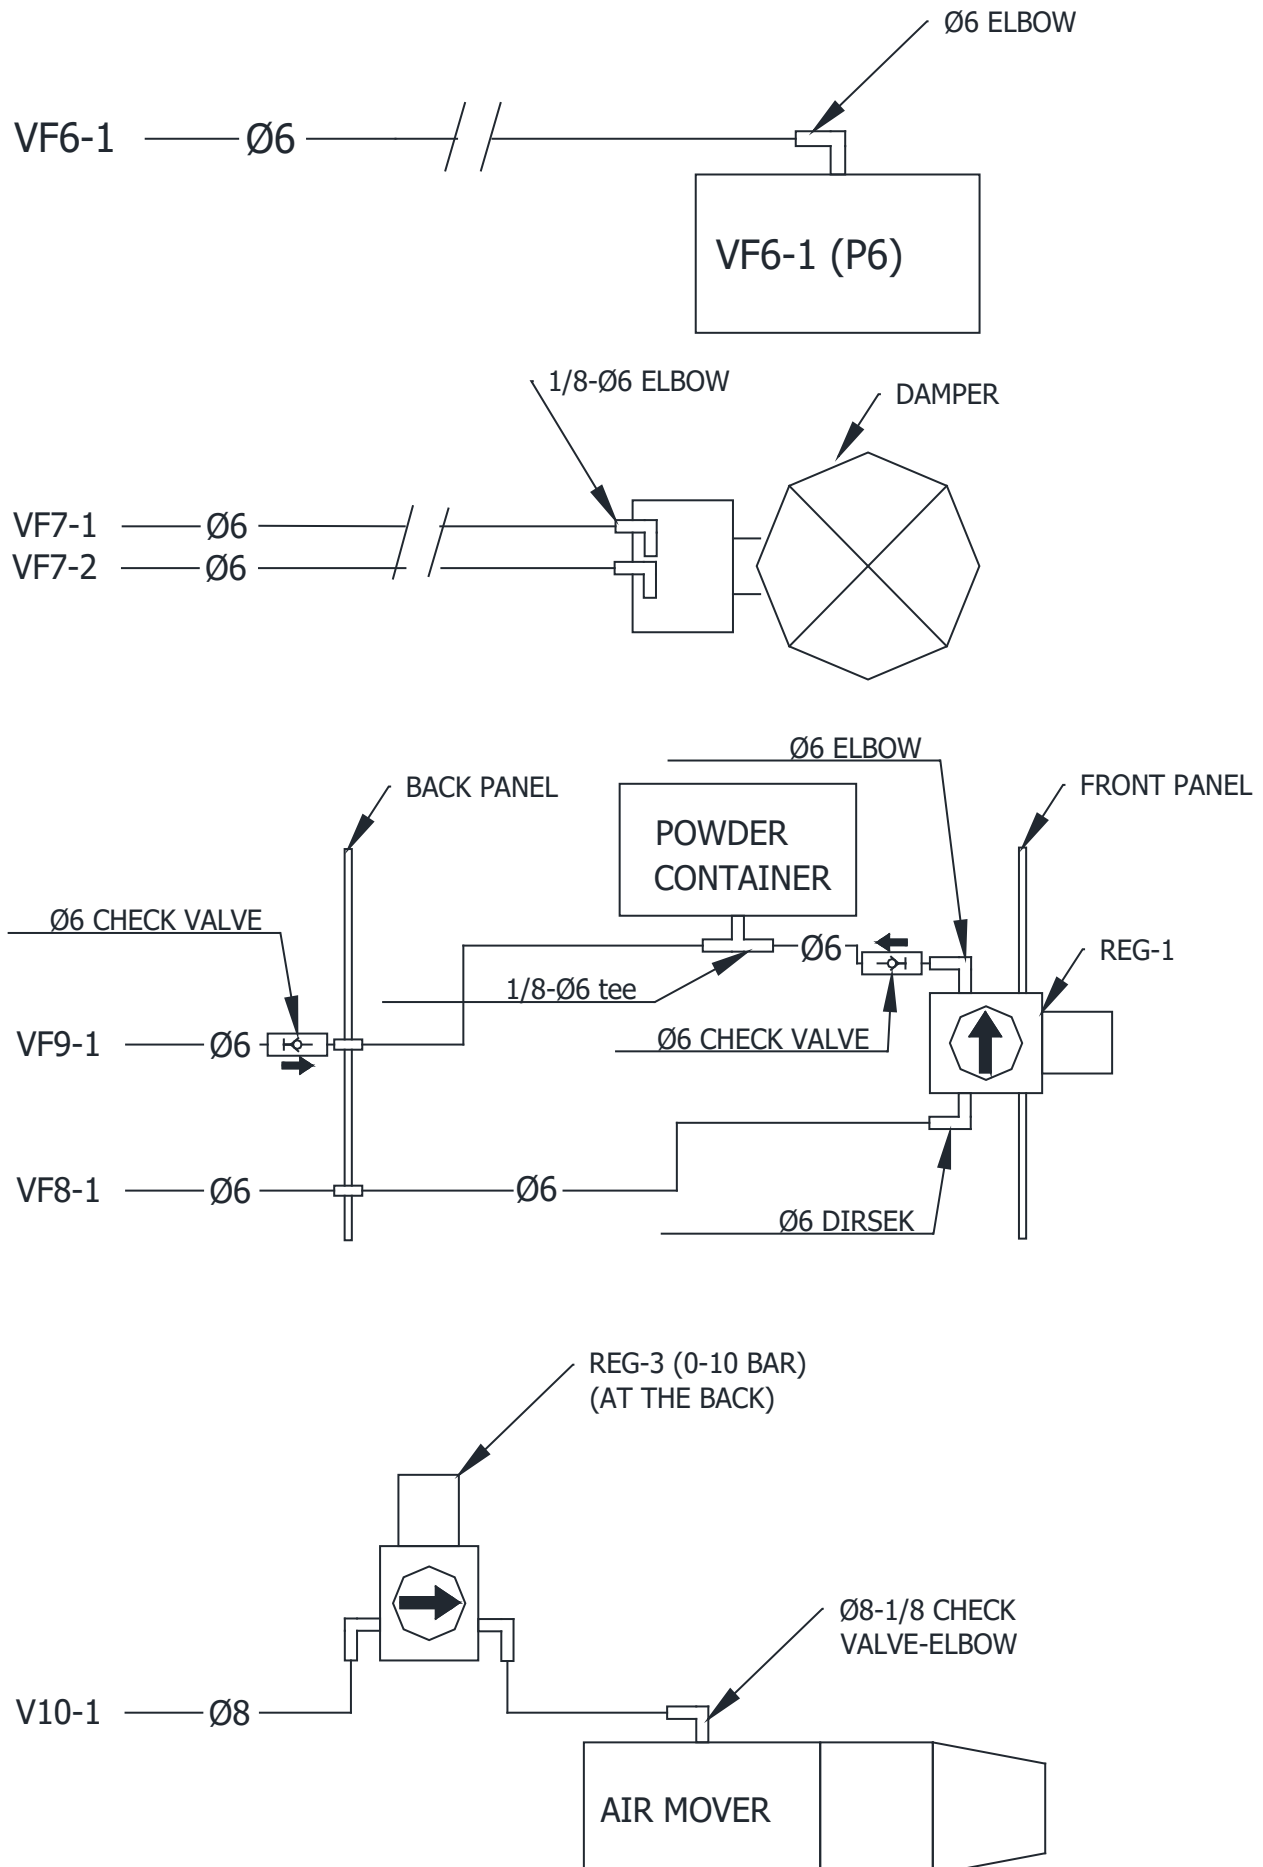 Ø6 ELBOW
VF6-1 Ø6
VF6-1 (P6)
1/8-Ø6 ELBOW
DAMPER
VF7-1 Ø6
VF7-2 Ø6
Ø6 ELBOW
BACK PANEL
FRONT PANEL
POWDER
CONTAINER
Ø6 CHECK VALVE
Ø6
REG-1
1/8-Ø6 tee
Ø6 CHECK VALVE
VF9-1 Ø6
VF8-1 Ø6 Ø6
Ø6 DIRSEK
REG-3 (0-10 BAR)
(AT THE BACK)
Ø8-1/8 CHECK
VALVE-ELBOW
V10-1 Ø8
AIR MOVER